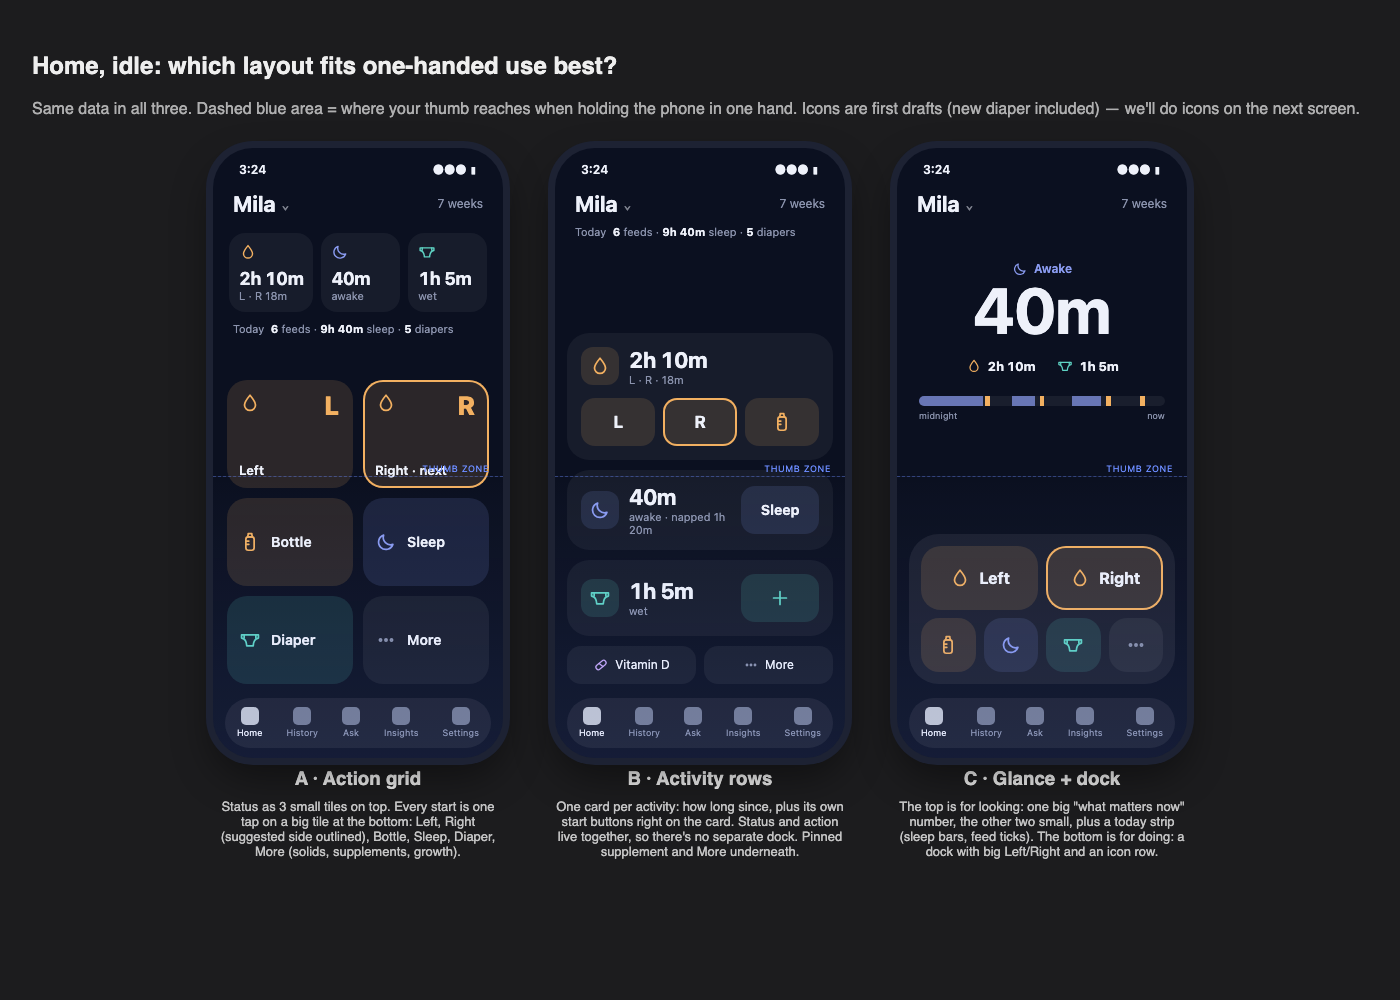 Home, idle: which layout fits one-handed use best?
Same data in all three. Dashed blue area = where your thumb reaches when holding the phone in one hand. Icons are first drafts (new diaper included) — we'll do icons on the next screen.
3:24
Mila
7 weeks
2h 10m
L · R 18m
40m
awake
1h 5m
wet
Today 6 feeds · 9h 40m sleep · 5 diapers
L
Left
R
Right · next
THUMB ZONE
Bottle
Sleep
Diaper
More
Home
History
Ask
Insights
Settings
A · Action grid
Status as 3 small tiles on top. Every start is one
tap on a big tile at the bottom: Left, Right
(suggested side outlined), Bottle, Sleep, Diaper,
More (solids, supplements, growth).
3:24
Mila
7 weeks
Today 6 feeds · 9h 40m sleep · 5 diapers
2h 10m
L · R · 18m
L
R
THUMB ZONE
40m
awake · napped 1h
20m
Sleep
1h 5m
wet
+
Vitamin D
More
Home
History
Ask
Insights
Settings
B · Activity rows
One card per activity: how long since, plus its own
start buttons right on the card. Status and action
live together, so there's no separate dock. Pinned
supplement and More underneath.
3:24
Mila
7 weeks
Awake
40m
2h 10m
1h 5m
midnight
now
THUMB ZONE
Left
Right
Home
History
Ask
Insights
Settings
C · Glance + dock
The top is for looking: one big "what matters now"
number, the other two small, plus a today strip
(sleep bars, feed ticks). The bottom is for doing: a
dock with big Left/Right and an icon row.